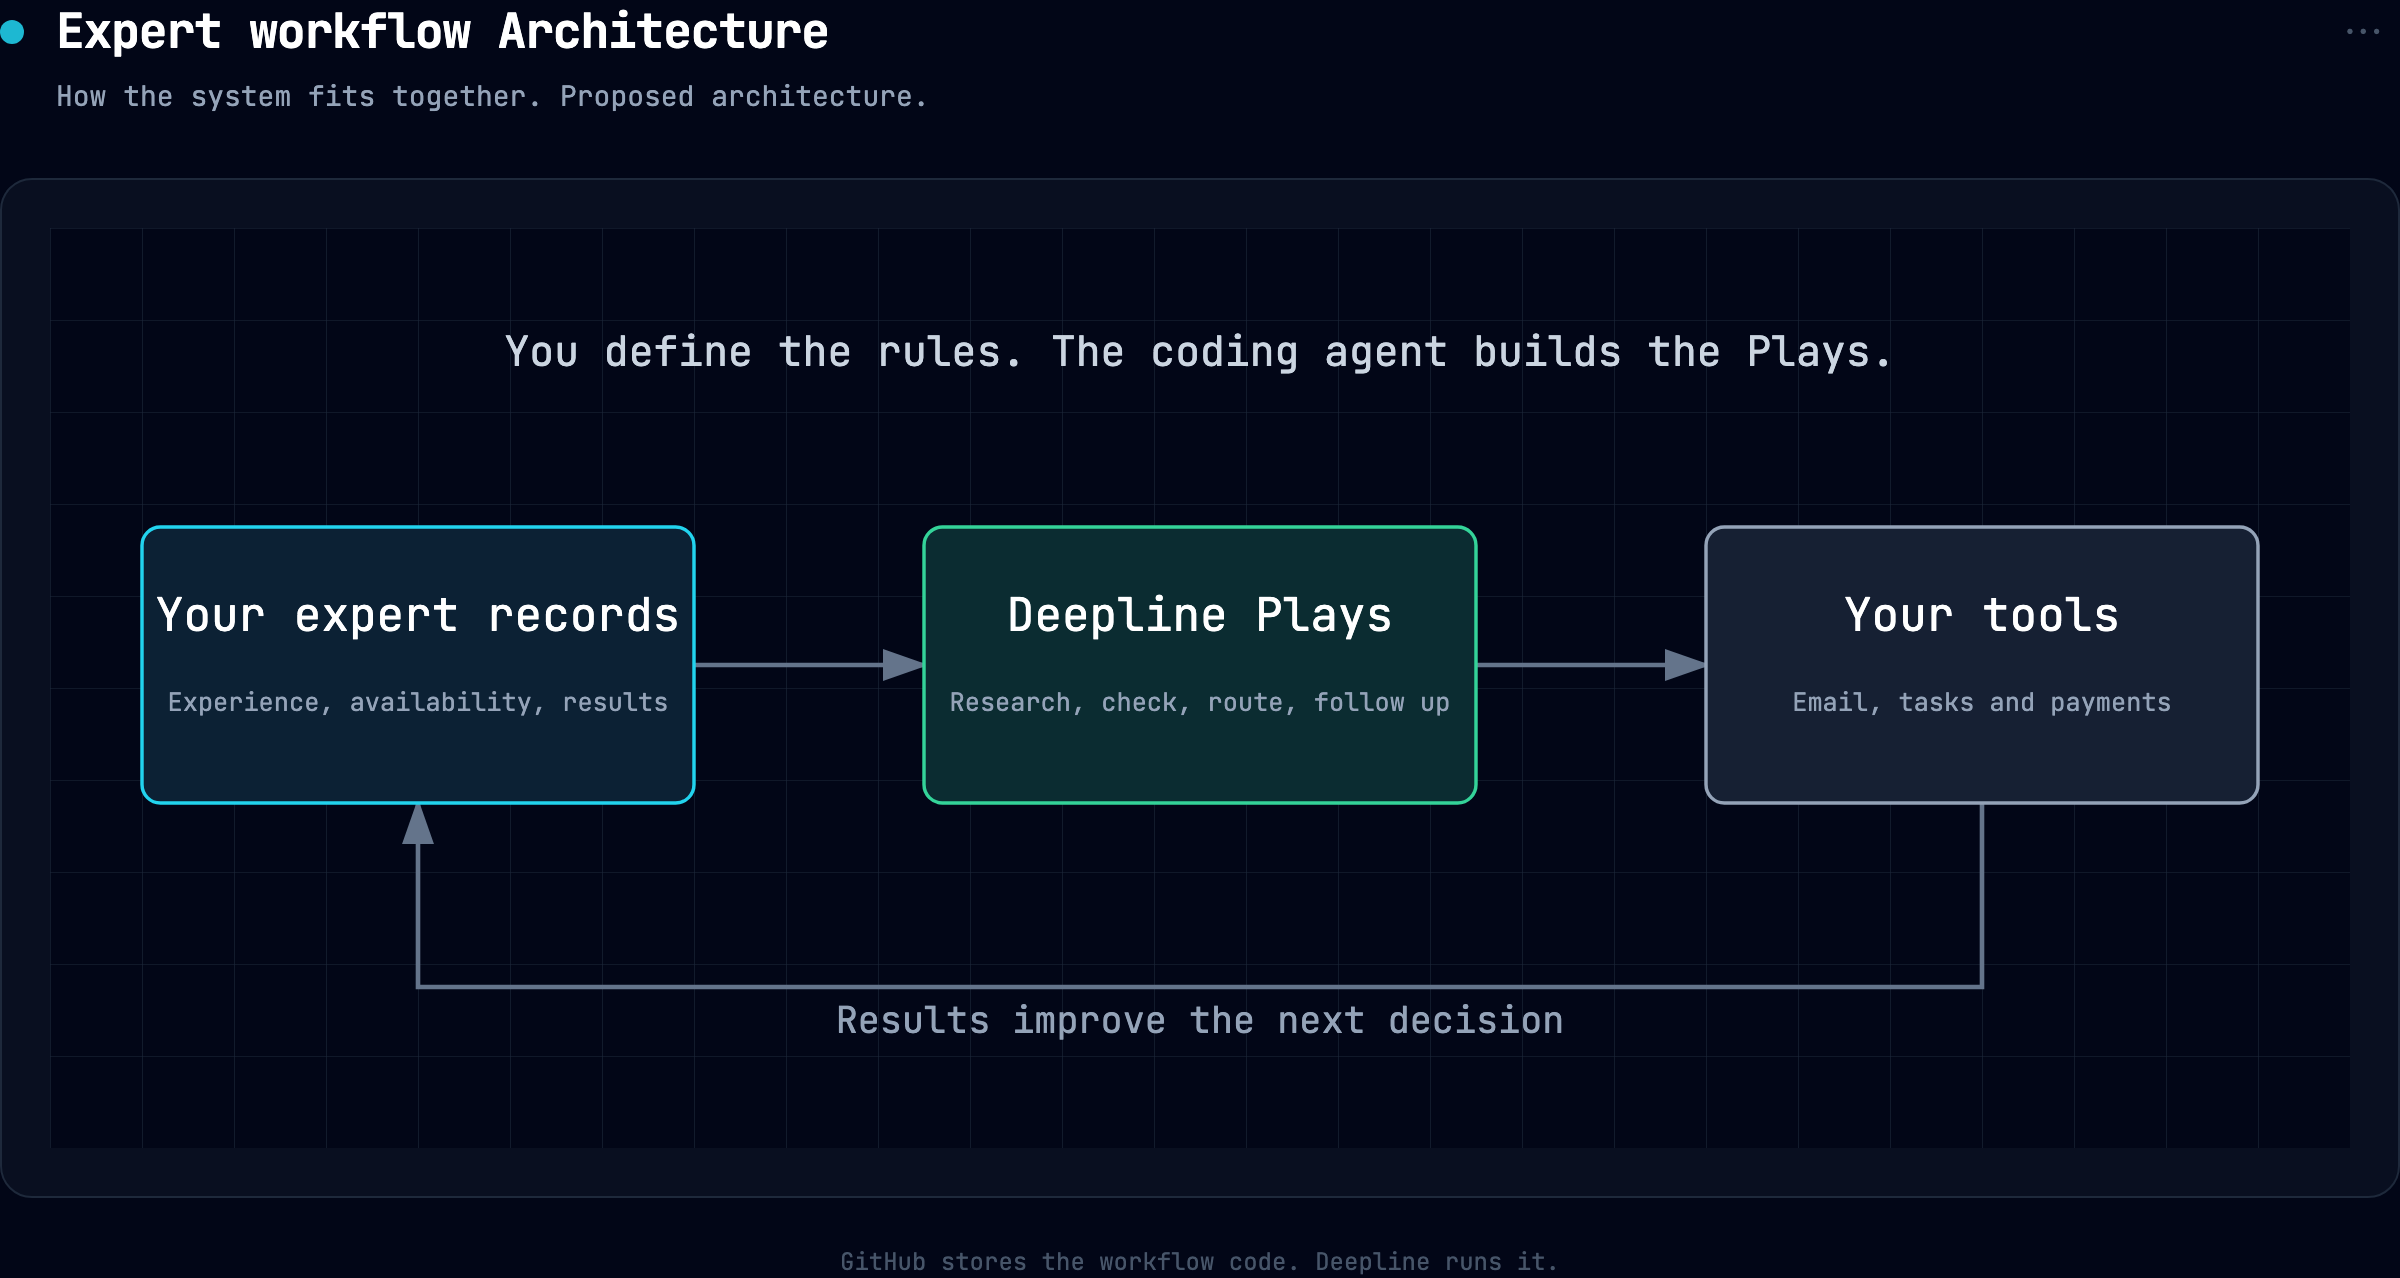 Expert workflow Architecture
How the system fits together. Proposed architecture.
You define the rules. The coding agent builds the Plays.
Your expert records
Experience, availability, results
Deepline Plays
Research, check, route, follow up
Your tools
Email, tasks and payments
Results improve the next decision
GitHub stores the workflow code. Deepline runs it.